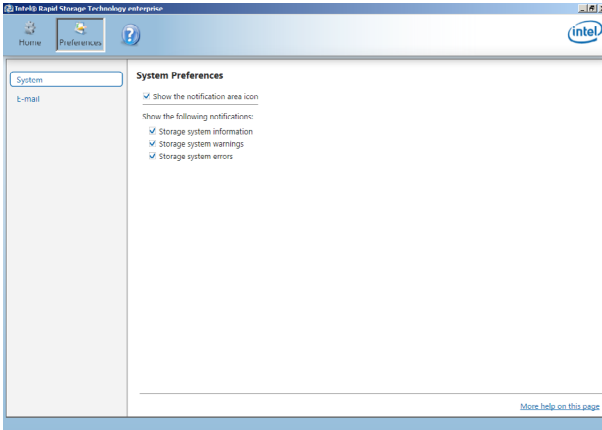 Intel® Rapid Storage Technology enterprise
Home
Preferences
?
intel
System
E-mail
System Preferences
Show the notification area icon
Show the following notifications:
Storage system information
Storage system warnings
Storage system errors
More help on this page